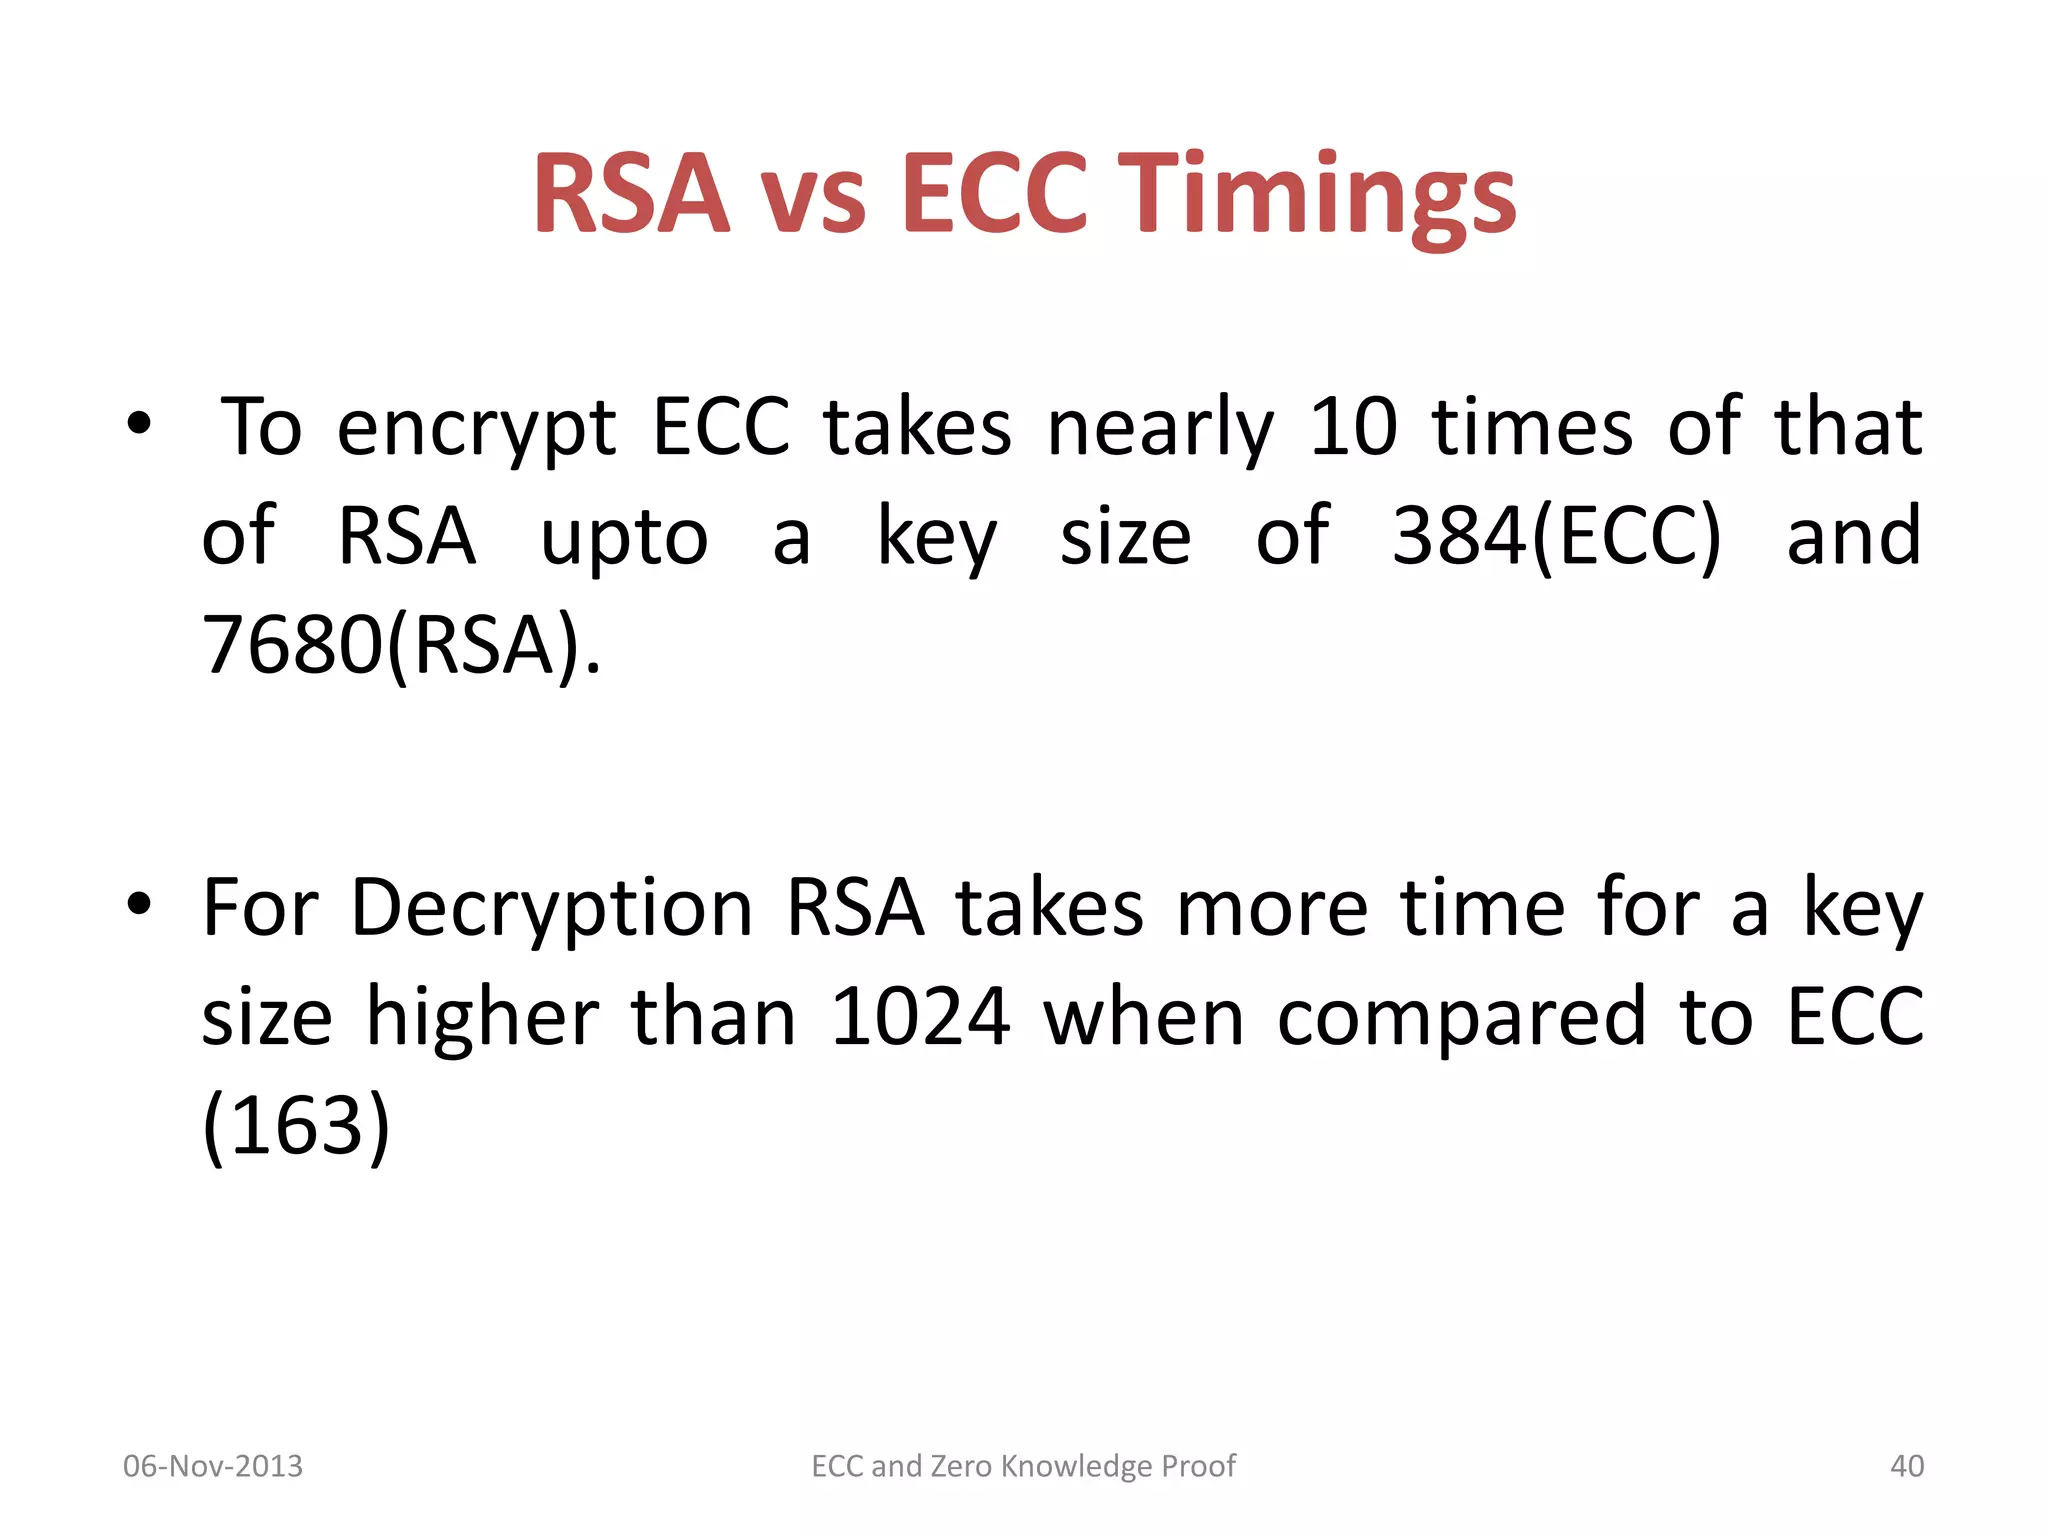 RSA vs ECC Timings
• To encrypt ECC takes nearly 10 times of that
of RSA upto a key size of 384(ECC) and
7680(RSA).
• For Decryption RSA takes more time for a key
size higher than 1024 when compared to ECC
(163)
06-Nov-2013
ECC and Zero Knowledge Proof
40